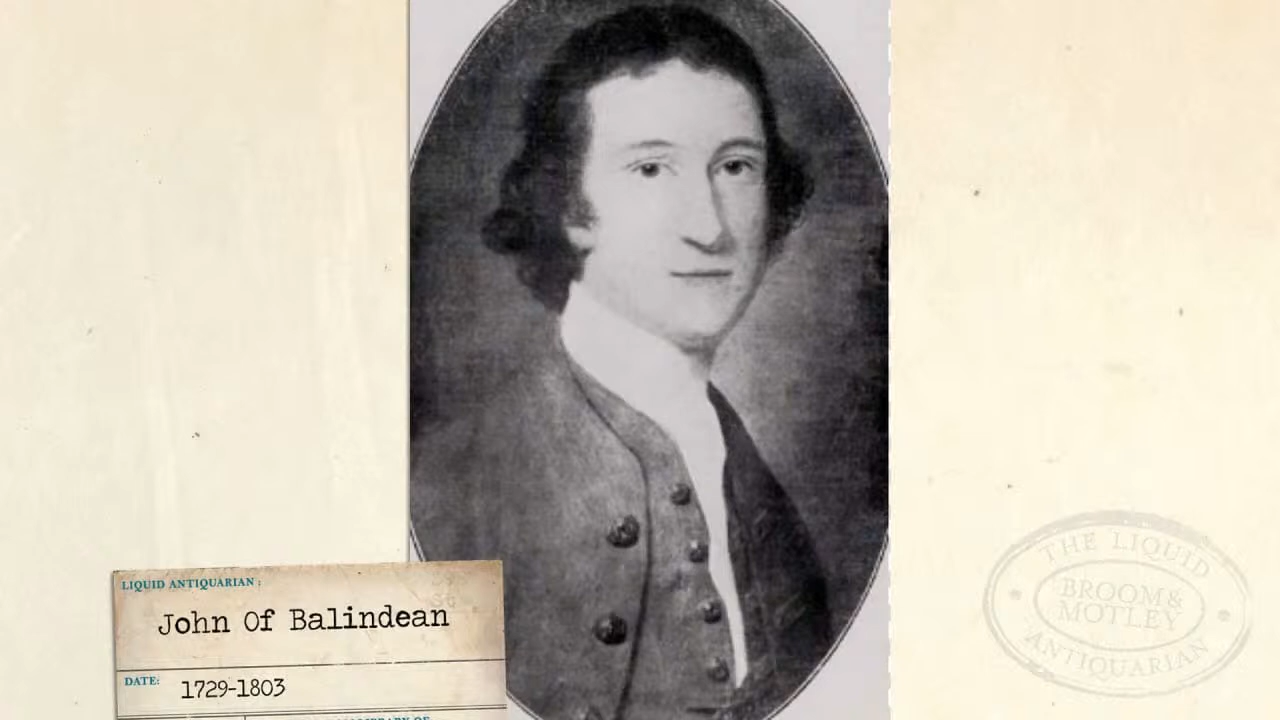 LIQUID ANTIQUARIAN :
John Of Balindean
DATE:
1729-1803
THE LIQUID
BROOM&
MOTLEY
ANTIQUARIAN